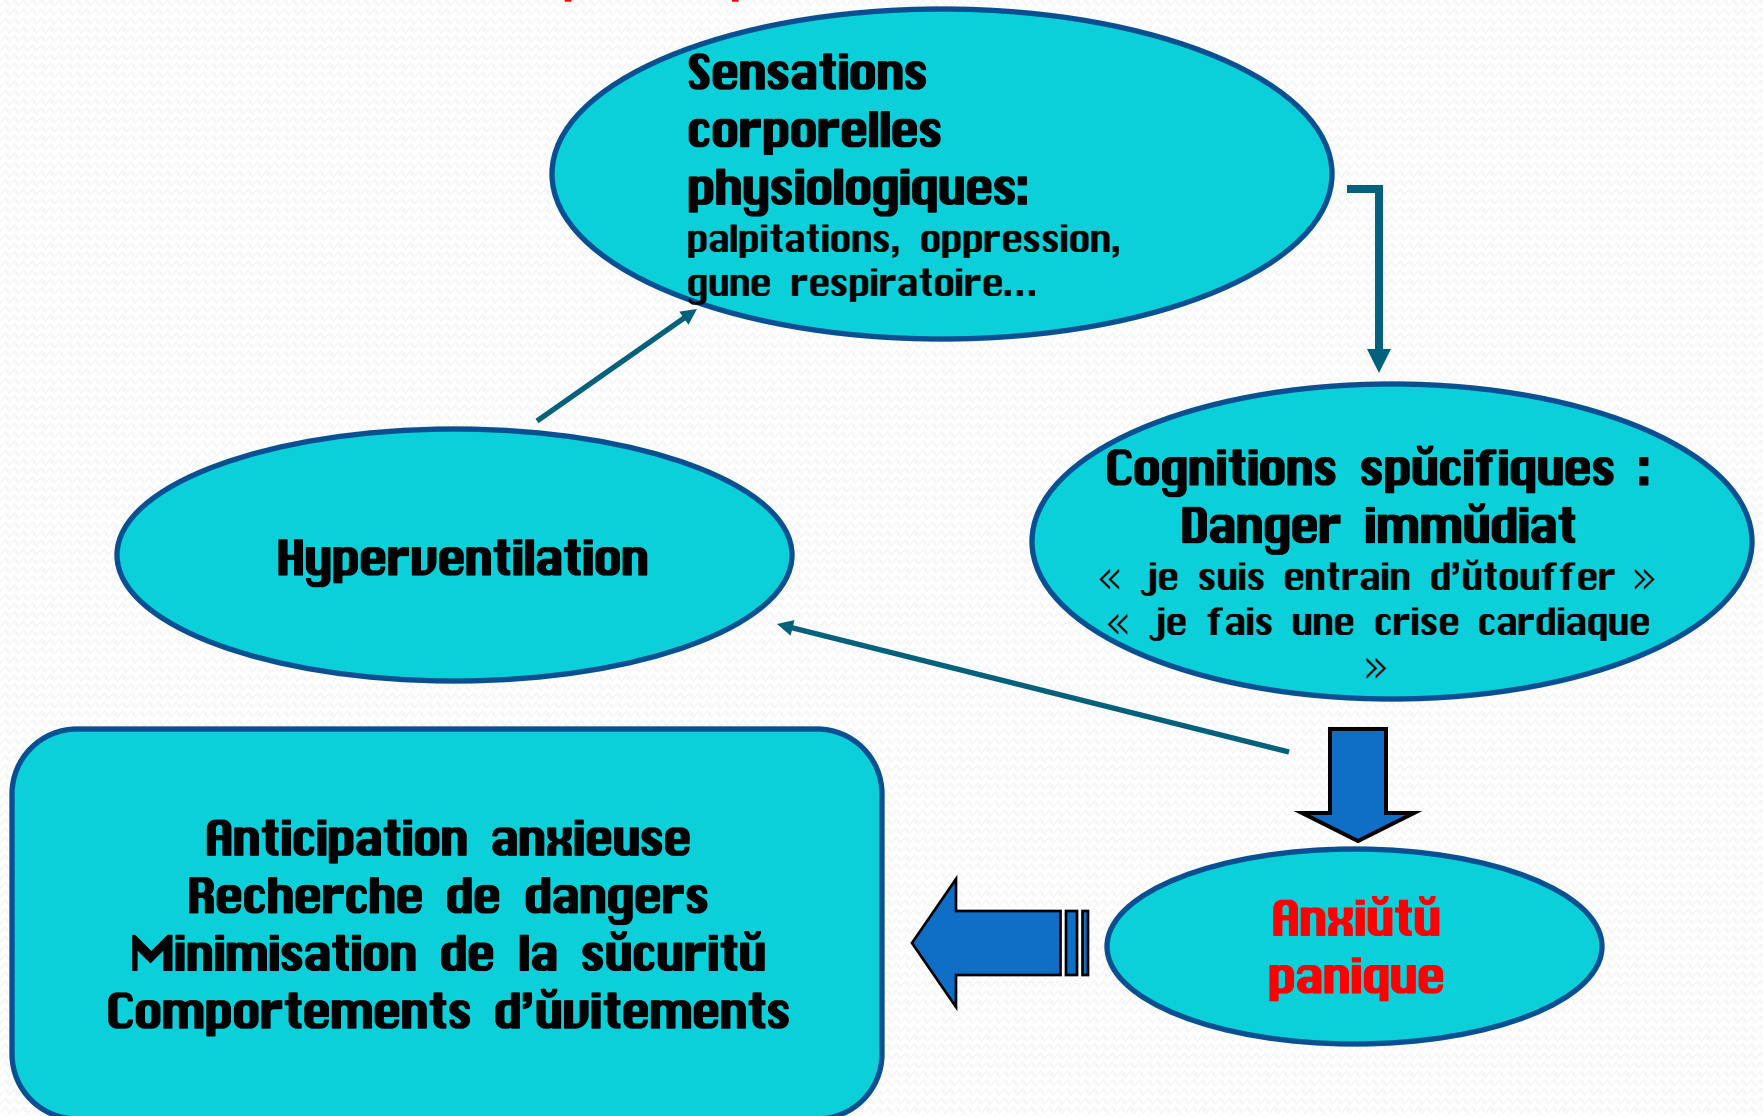 Sensations
corporelles
physiologiques:
palpitations, oppression,
gune respiratoire...
Cognitions spŭcifiques :
Danger immŭdiat
« je suis entrain d’ŭtouffer »
« je fais une crise cardiaque
»
Hyperventilation
Anxiŭtŭ
panique
Anticipation anxieuse
Recherche de dangers
Minimisation de la sŭcuritŭ
Comportements d’ŭvitements